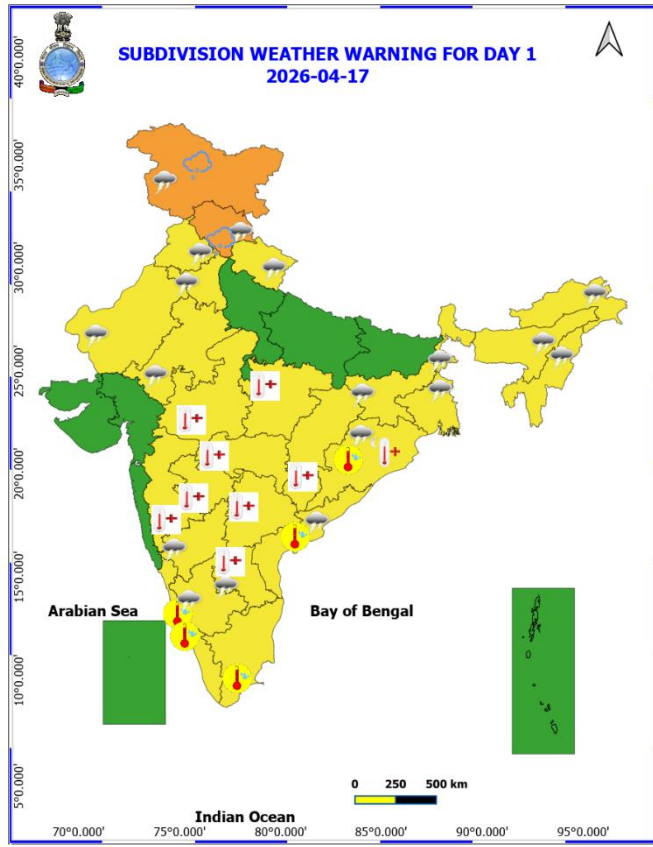 SUBDIVISION WEATHER WARNING FOR DAY 1
2026-04-17
40°0.000'
35°0.000'
30°0.000'
25°0.000'
20°0.000'
15°0.000'
10°0.000'
5°0.000'
Arabian Sea
Bay of Bengal
Indian Ocean
0 250 500 km
70°0.000' 75°0.000' 80°0.000' 85°0.000' 90°0.000' 95°0.000'